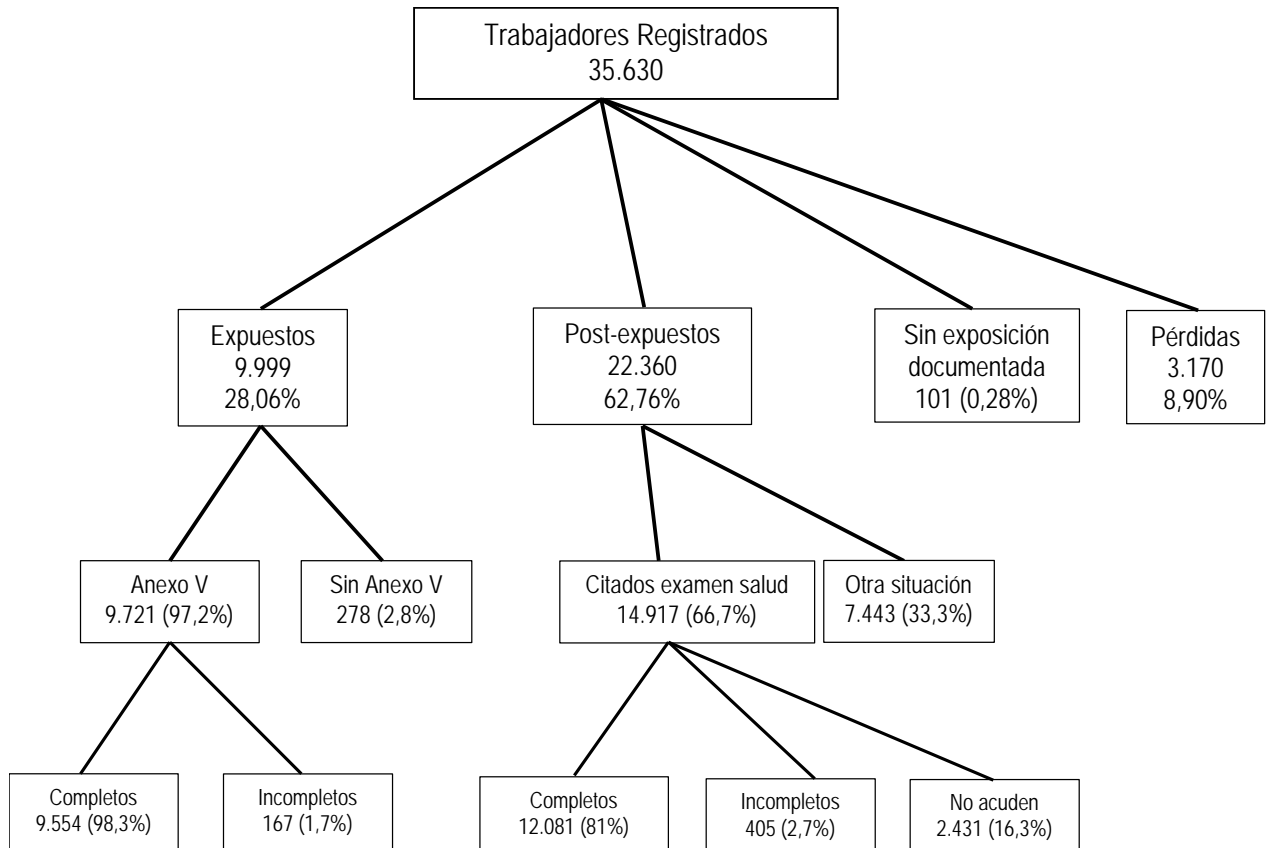 Trabajadores Registrados
35.630
Expuestos
9.999
28,06%
Post-expuestos
22.360
62,76%
Sin exposición
documentada
101 (0,28%)
Pérdidas
3.170
8,90%
Anexo V
9.721 (97,2%)
Sin Anexo V
278 (2,8%)
Citados examen salud
14.917 (66,7%)
Otra situación
7.443 (33,3%)
Completos
9.554 (98,3%)
Incompletos
167 (1,7%)
Completos
12.081 (81%)
Incompletos
405 (2,7%)
No acuden
2.431 (16,3%)